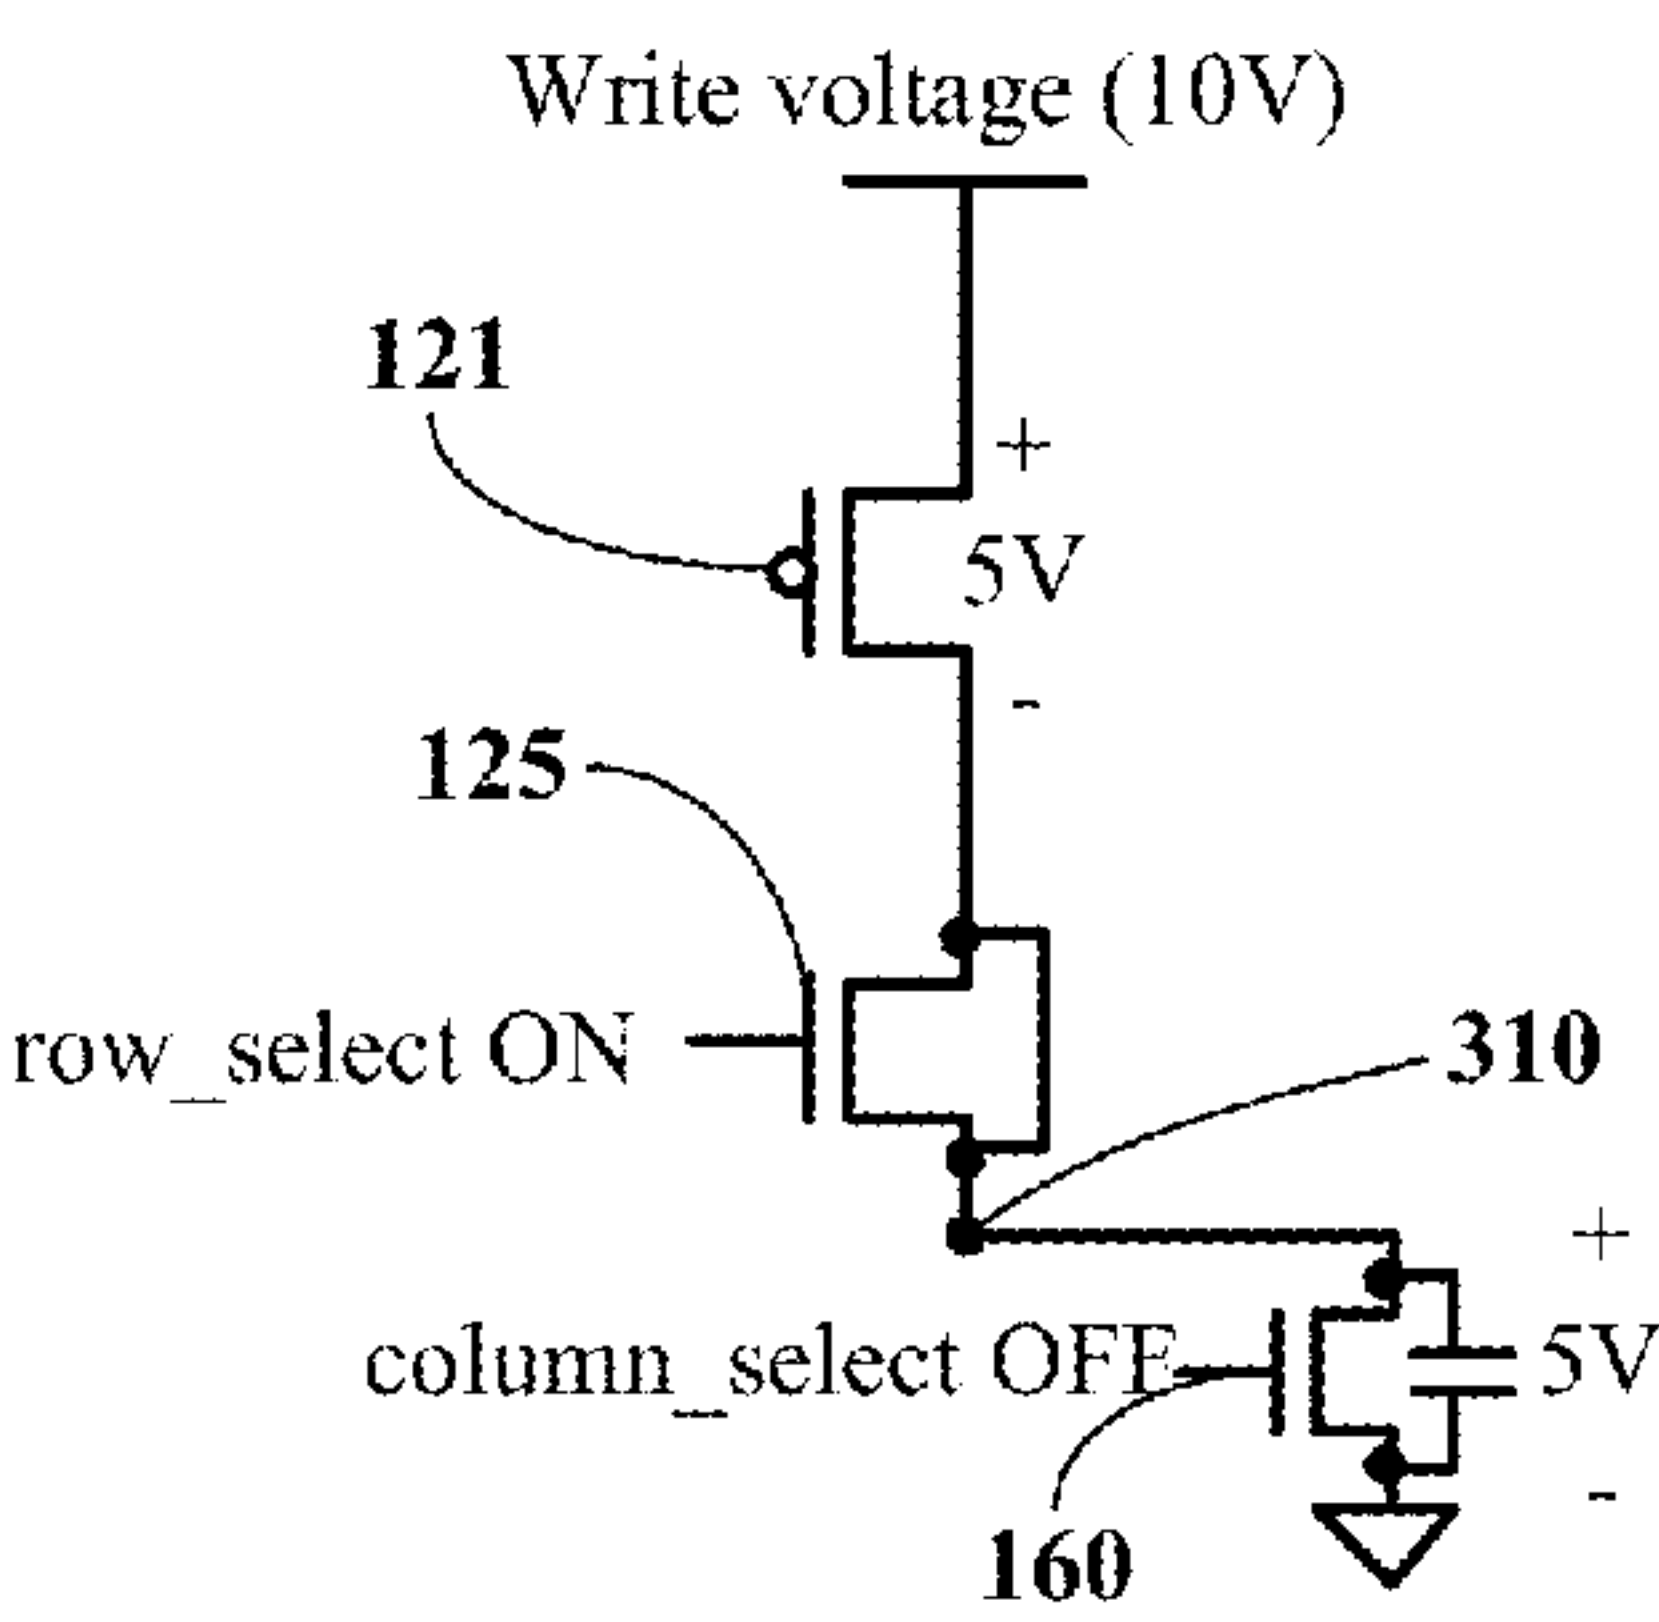 Write voltage (10V)
121
+
5V
-
125
row_select ON
310
+
column_select OFF
5V
-
160